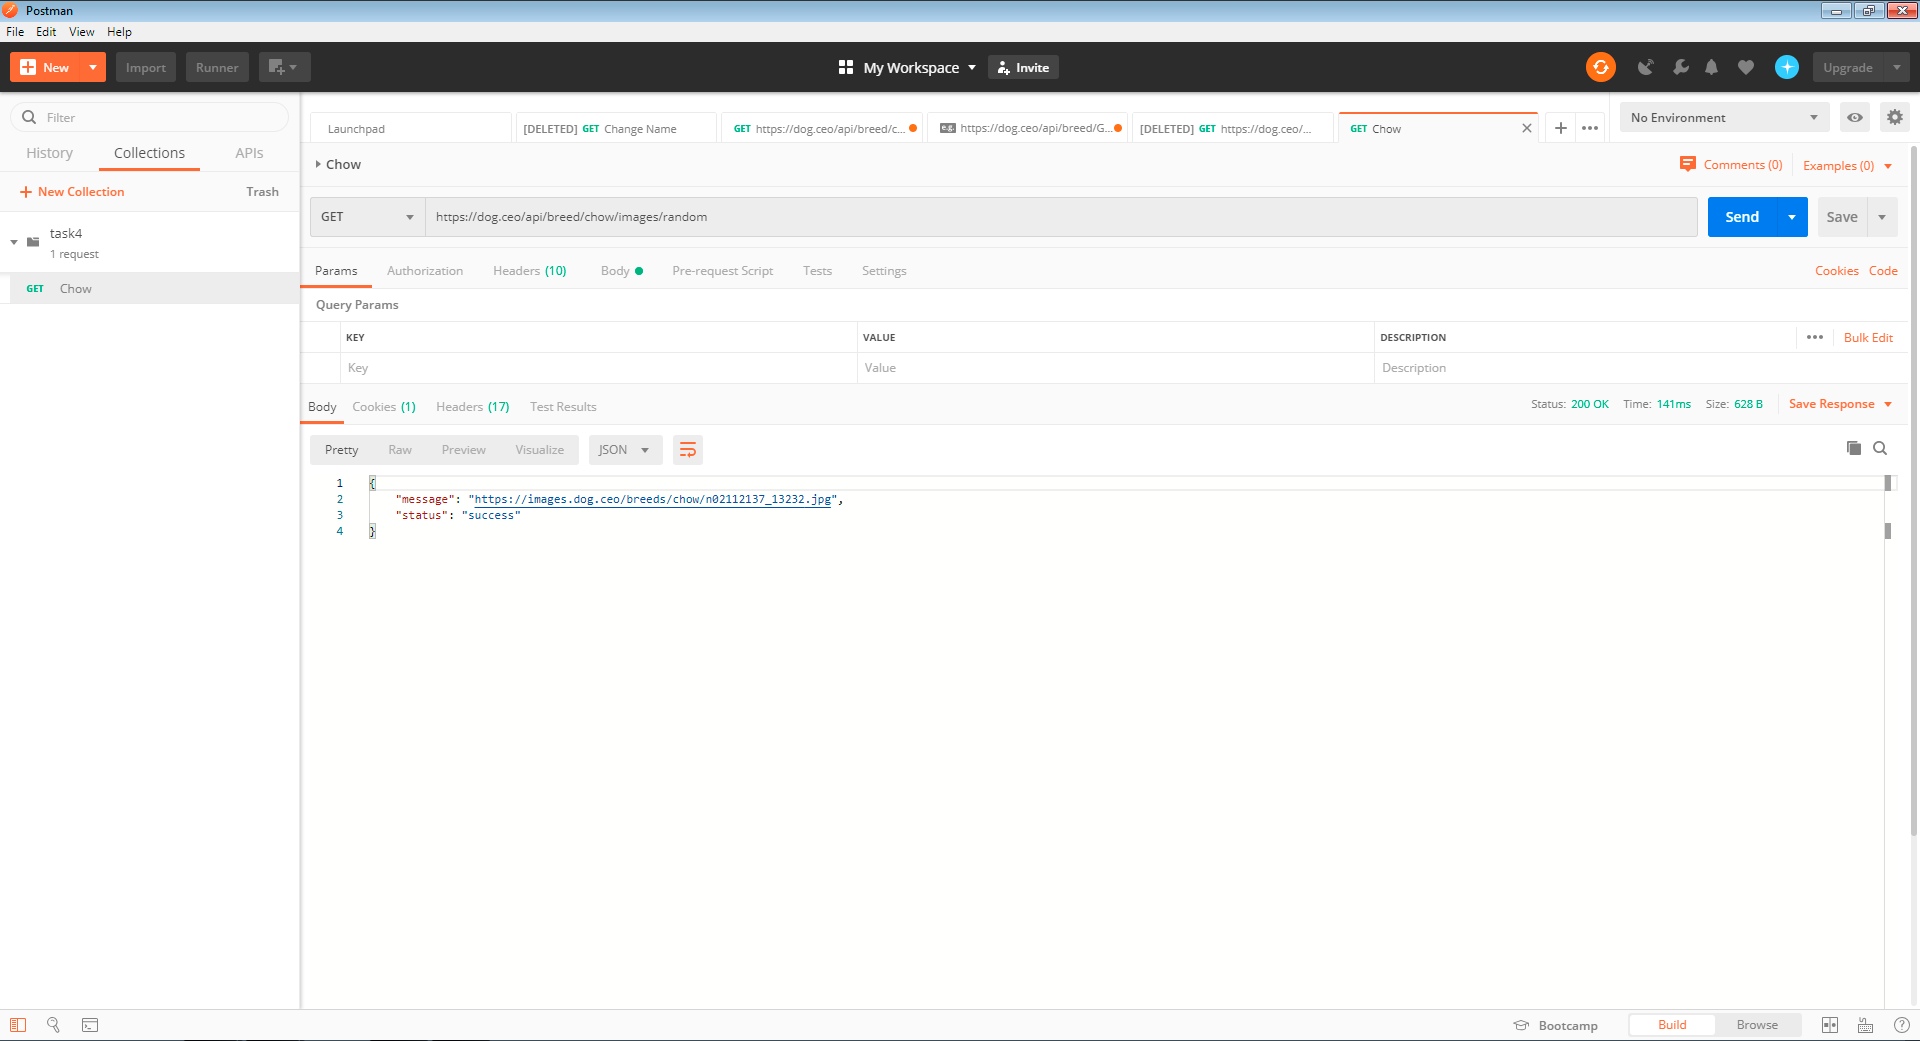 Postman
File Edit View Help
New Import Runner My Workspace Invite Upgrade
Filter
History Collections APIs
New Collection Trash
task4
1 request
GET Chow
Launchpad [DELETED] GET Change Name GET https://dog.ceo/api/breed/c... e.g. https://dog.ceo/api/breed/G... [DELETED] GET https://dog.ceo/... GET Chow No Environment
Chow Comments (0) Examples (0)
GET https://dog.ceo/api/breed/chow/images/random Send Save
Params Authorization Headers (10) Body Pre-request Script Tests Settings Cookies Code
Query Params
KEY VALUE DESCRIPTION Bulk Edit
Key Value Description
Body Cookies (1) Headers (17) Test Results Status: 200 OK Time: 141ms Size: 628 B Save Response
Pretty Raw Preview Visualize JSON
1 {
2 "message": "https://images.dog.ceo/breeds/chow/n02112137_13232.jpg",
3 "status": "success"
4 }
Bootcamp Build Browse